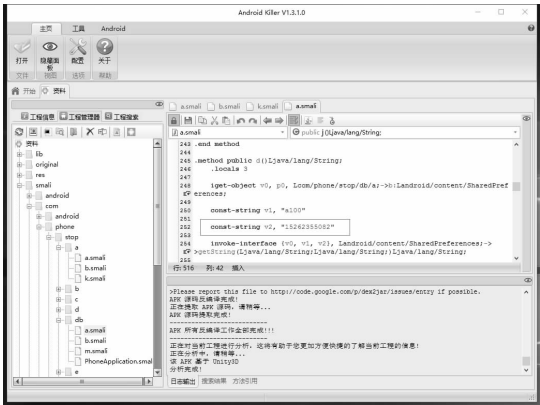 Android Killer V1.3.1.0
主页 工具 Android
打开 隐藏面板 配置 关于
文件 视图 选项 帮助
开始 资料
工程信息 工程管理器 工程搜索
资料
lib
original
res
smali
android
com
android
phone
stop
a
a.smali
b.smali
k.smali
b
c
d
db
a.smali
b.smali
m.smali
PhoneApplication.smal
e
a.smali b.smali k.smali a.smali
a.smali public j()Ljava/lang/String;
243 .end method
244
245 .method public d()Ljava/lang/String;
246 .locals 3
247
248 iget-object v0, p0, Lcom/phone/stop/db/a;->b:Landroid/content/SharedPref
erences;
249
250 const-string v1, "a100"
251
252 const-string v2, "15262355092"
253
254 invoke-interface {v0, v1, v2}, Landroid/content/SharedPreferences;-
>getString(Ljava/lang/String;Ljava/lang/String;)Ljava/lang/String;
255
行: 516 列: 42 插入
>Please report this file to http://code.google.com/p/dex2jar/issues/entry if possible.
APK 源码反编译完成!
正在提取 APK 源码, 请稍等...
APK 源码提取完成!
----------------------------
APK 所有反编译工作全部完成!!!
----------------------------
正在对当前工程进行分析, 这将有助于您更加方便快捷的了解当前工程的信息!
正在分析中, 请稍等...
该 APK 基于 Unity3D
分析完成!
日志输出 搜索结果 方法引用